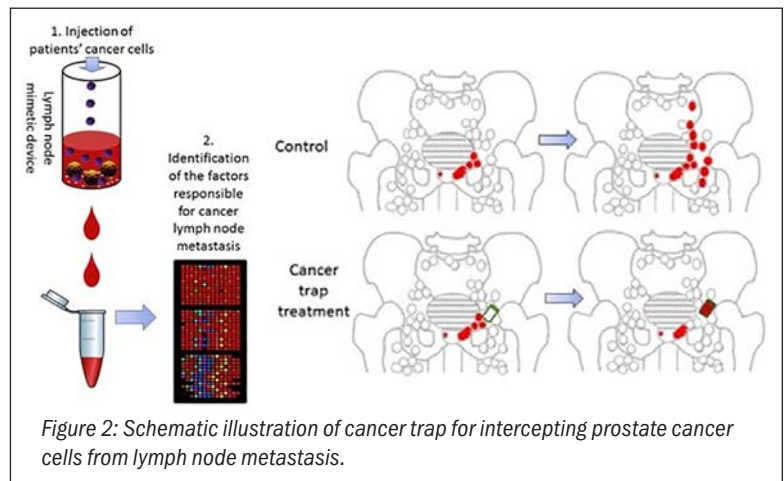 1. Injection of
patients' cancer cells
Lymph node
mimetic device
2.
Identification
of the factors
responsible
for cancer
lymph node
metastasis
Control
Cancer
trap
treatment
Figure 2: Schematic illustration of cancer trap for intercepting prostate cancer
cells from lymph node metastasis.